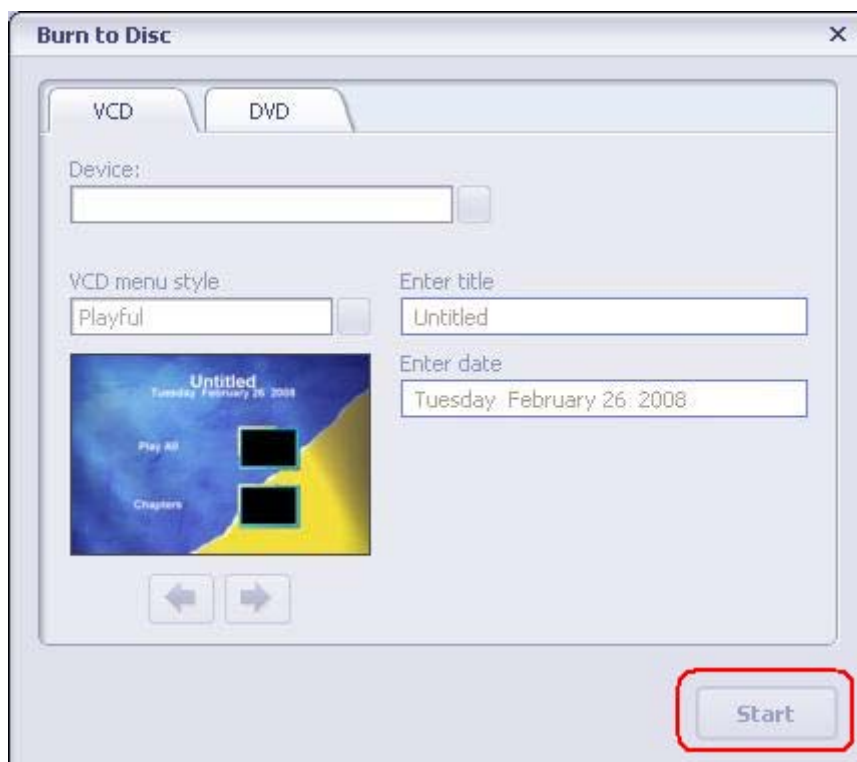 Burn to Disc
VCD DVD
Device:
VCD menu style
Playful
Enter title
Untitled
Enter date
Tuesday February 26 2008
Untitled
Tuesday February 26 2008
Play All
Chapters
Start